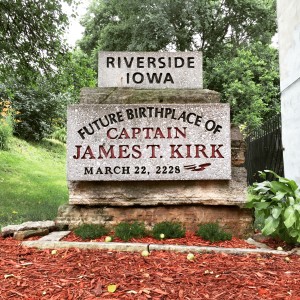 RIVERSIDE
IOWA
FUTURE BIRTHPLACE OF
CAPTAIN
JAMES T. KIRK
MARCH 22, 2228